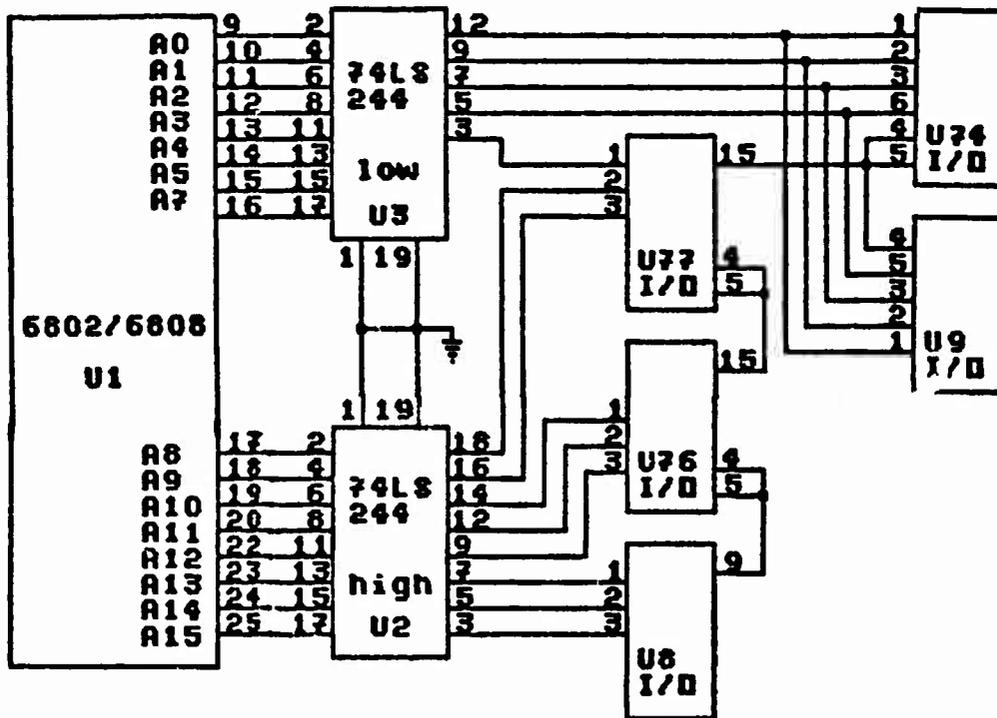 9 2 12 1
A0 10 4 9 2
A1 11 6 74LS 7 3
A2 12 8 244 5 6
A3 13 11 3 4 U74
A4 14 13 1 15 5 I/O
A5 15 15 low 2
A7 16 17 U3 3
1 19 4
U77 4 5
I/O 5 3
6802/6808 2
1 U9
15 I/O
U1
1 19 1
17 2 18 2
A8 18 4 16 3 U76 4
A9 19 6 74LS 14 I/O 5
A10 20 8 244 12
A11 22 11 9
A12 23 13 high 7 1 9
A13 24 15 5 2
A14 25 17 U2 3 3
A15
U8
I/O